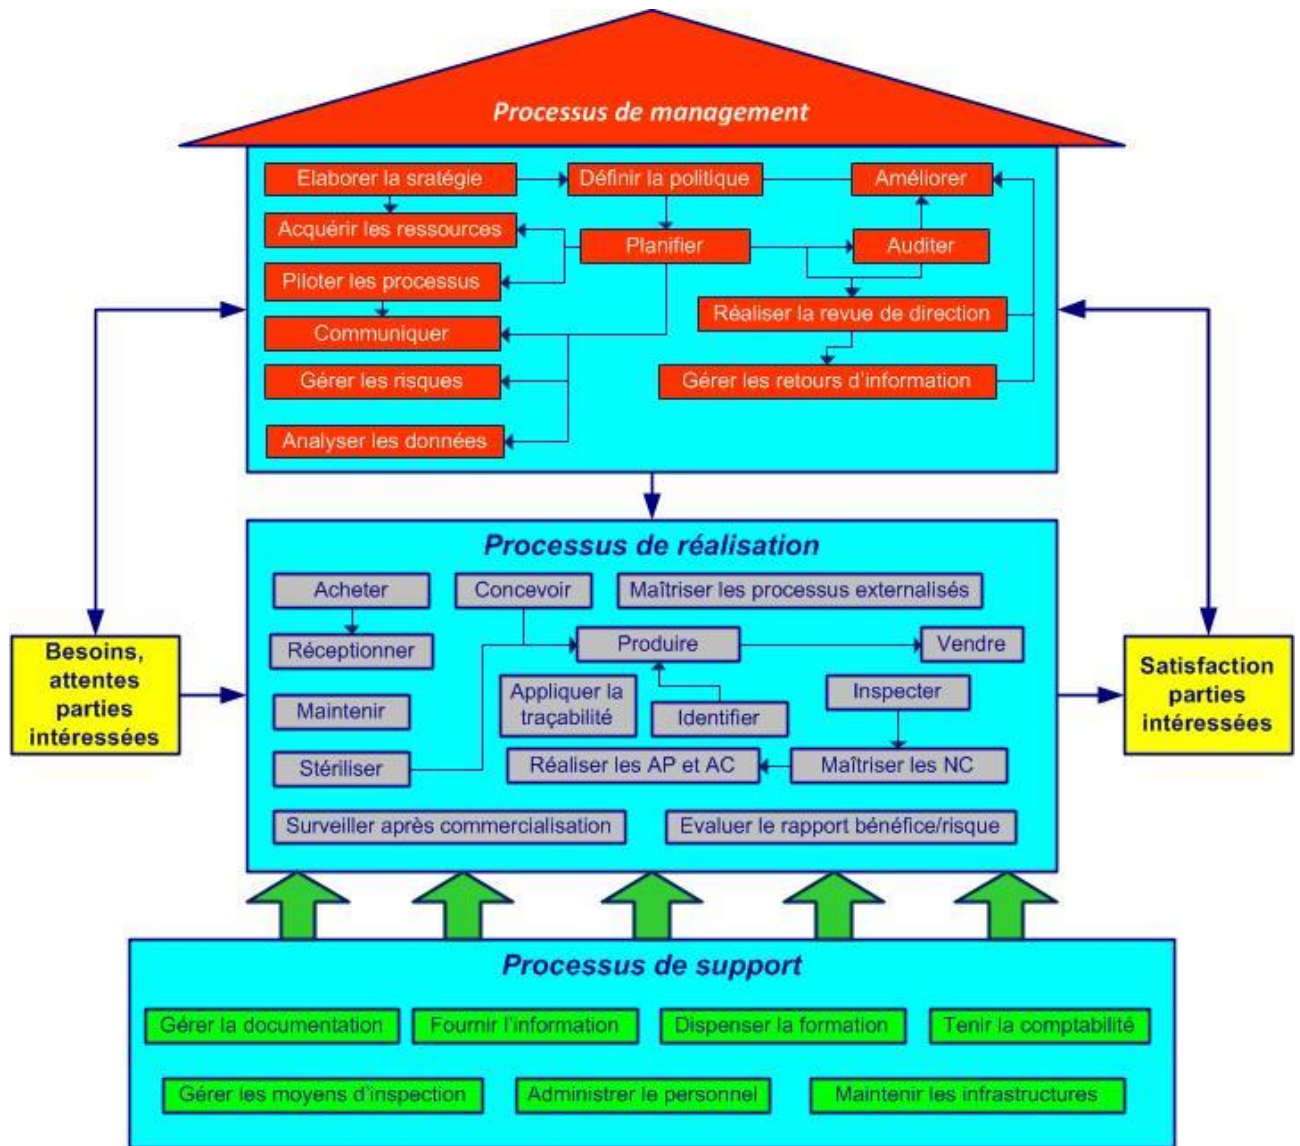 Processus de management
Elaborer la sratégie
Définir la politique
Améliorer
Acquérir les ressources
Planifier
Auditer
Piloter les processus
Réaliser la revue de direction
Communiquer
Gérer les risques
Gérer les retours d'information
Analyser les données
Processus de réalisation
Acheter
Concevoir
Maîtriser les processus externalisés
Réceptionner
Produire
Vendre
Besoins,
attentes
parties
intéressées
Satisfaction
parties
intéressées
Maintenir
Appliquer la
traçabilité
Identifier
Inspecter
Stériliser
Réaliser les AP et AC
Maîtriser les NC
Surveiller après commercialisation
Evaluer le rapport bénéfice/risque
Processus de support
Gérer la documentation
Fournir l'information
Dispenser la formation
Tenir la comptabilité
Gérer les moyens d'inspection
Administrer le personnel
Maintenir les infrastructures